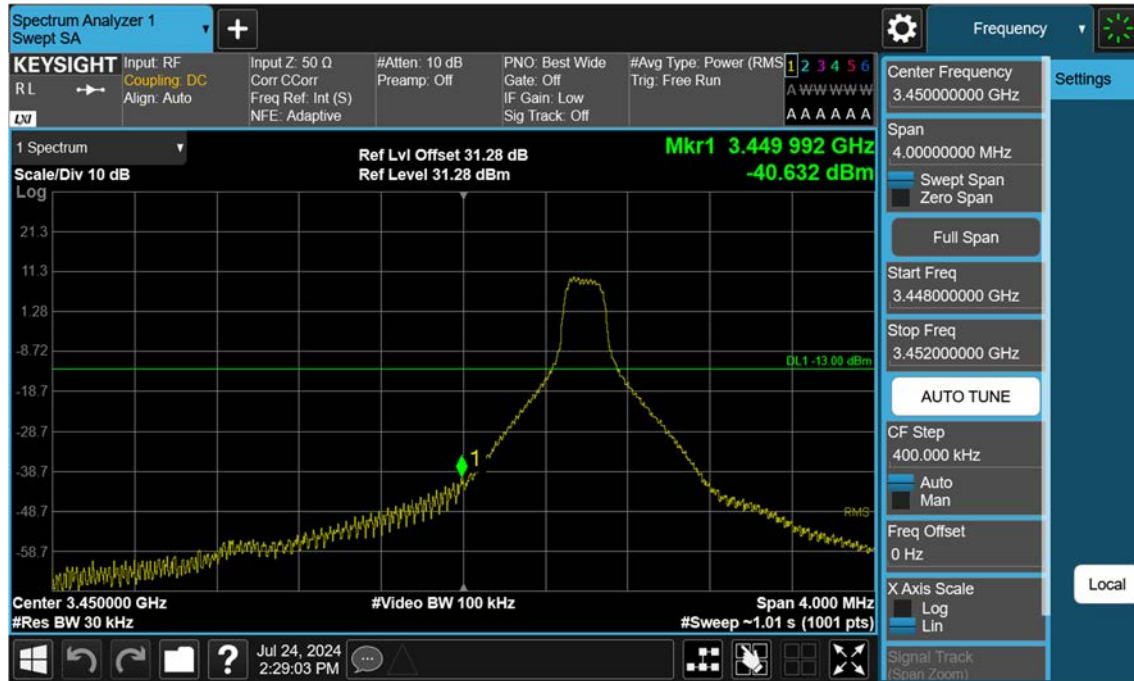 Spectrum Analyzer 1
Swept SA
+
Frequency
KEYSIGHT
RL
LXI
Input: RF
Coupling: DC
Align: Auto
Input Z: 50 Ω
Corr CCorr
Freq Ref: Int (S)
NFE: Adaptive
#Atten: 10 dB
Preamp: Off
PNO: Best Wide
Gate: Off
IF Gain: Low
Sig Track: Off
#Avg Type: Power (RMS
Trig: Free Run
1 2 3 4 5 6
A W W W W W
A A A A A A
1 Spectrum
Scale/Div 10 dB
Ref Lvl Offset 31.28 dB
Ref Level 31.28 dBm
Mkr1 3.449 992 GHz
-40.632 dBm
Log
21.3
11.3
1.28
-8.72
-18.7
-28.7
-38.7
-48.7
-58.7
DL1 -13.00 dBm
1
RMS
Center 3.450000 GHz
#Res BW 30 kHz
#Video BW 100 kHz
Span 4.000 MHz
#Sweep ~1.01 s (1001 pts)
Center Frequency
3.450000000 GHz
Span
4.00000000 MHz
Swept Span
Zero Span
Full Span
Start Freq
3.448000000 GHz
Stop Freq
3.452000000 GHz
AUTO TUNE
CF Step
400.000 kHz
Auto
Man
Freq Offset
0 Hz
X Axis Scale
Log
Lin
Signal Track
(Span Zoom)
Settings
Local
?
Jul 24, 2024
2:29:03 PM